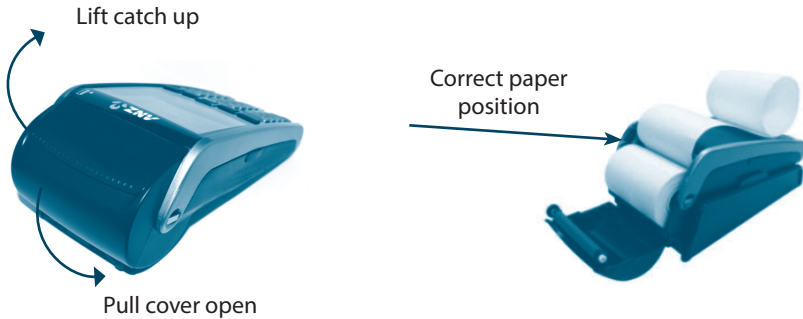 Lift catch up
ANZ
Pull cover open
Correct paper
position